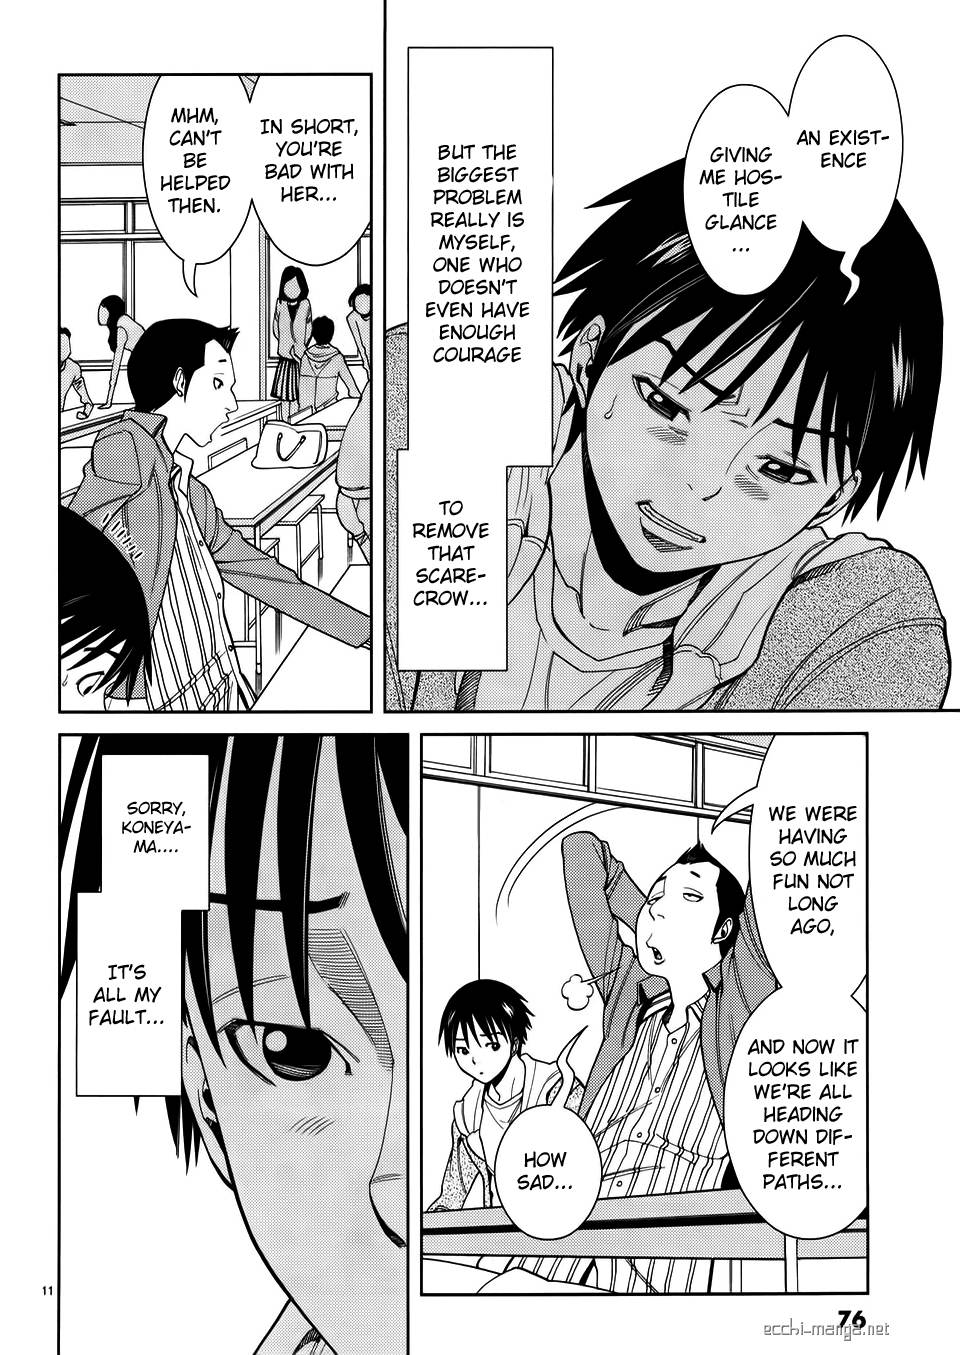 AN EXIST-
ENCE
GIVING
ME HOS-
TILE
GLANCE
...
BUT THE
BIGGEST
PROBLEM
REALLY IS
MYSELF,
ONE WHO
DOESN'T
EVEN HAVE
ENOUGH
COURAGE
TO
REMOVE
THAT
SCARE-
CROW...
IN SHORT,
YOU'RE
BAD WITH
HER...
MHM,
CAN'T
BE
HELPED
THEN.
WE WERE
HAVING
SO MUCH
FUN NOT
LONG
AGO,
AND NOW IT
LOOKS LIKE
WE'RE ALL
HEADING
DOWN DIF-
FERENT
PATHS...
HOW
SAD...
SORRY,
KONEYA-
MA....
IT'S
ALL MY
FAULT...
11
76
ecchi-manga.net